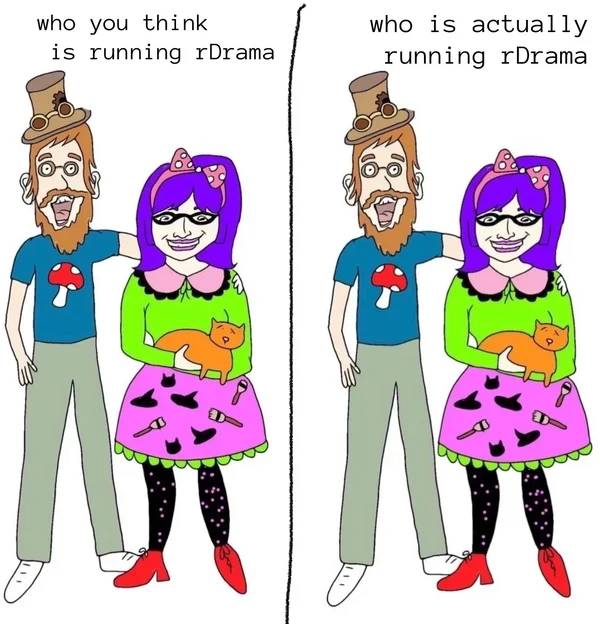 who you think
is running rDrama
who is actually
running rDrama